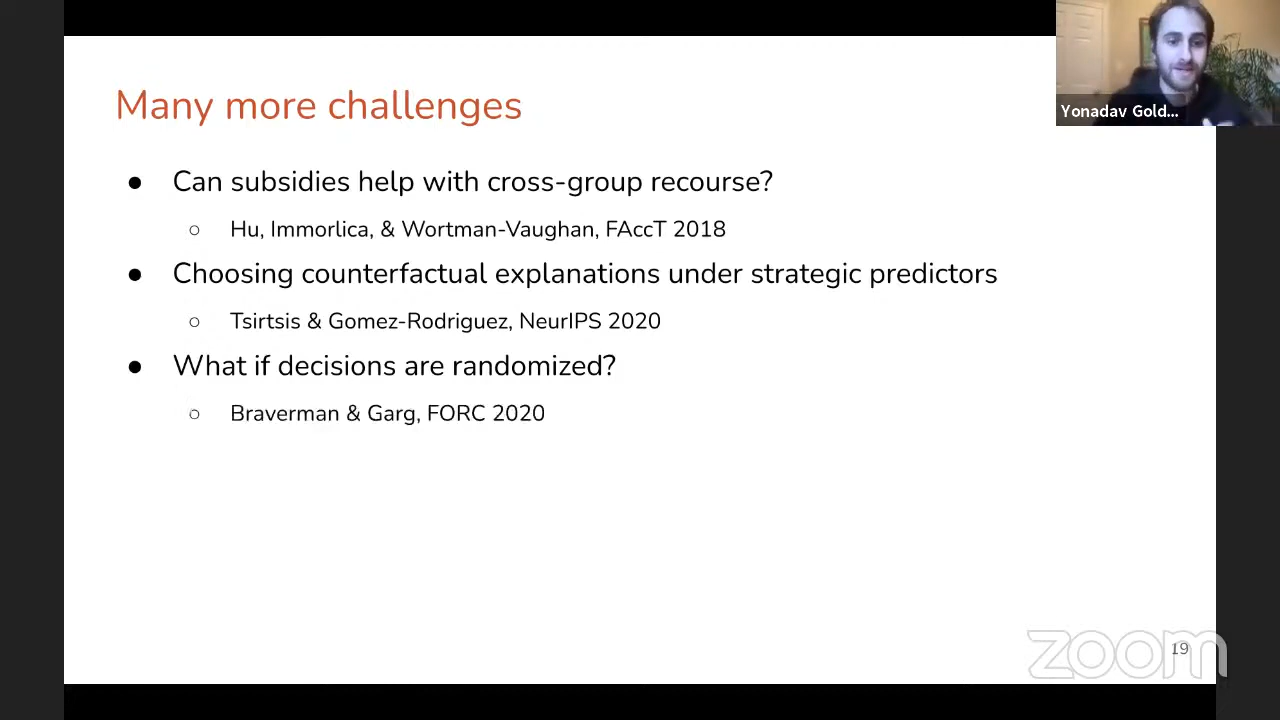 Many more challenges
Yonadav Gold...
● Can subsidies help with cross-group recourse?
○ Hu, Immorlica, & Wortman-Vaughan, FAccT 2018
● Choosing counterfactual explanations under strategic predictors
○ Tsirtsis & Gomez-Rodriguez, NeurIPS 2020
● What if decisions are randomized?
○ Braverman & Garg, FORC 2020
zoom
19